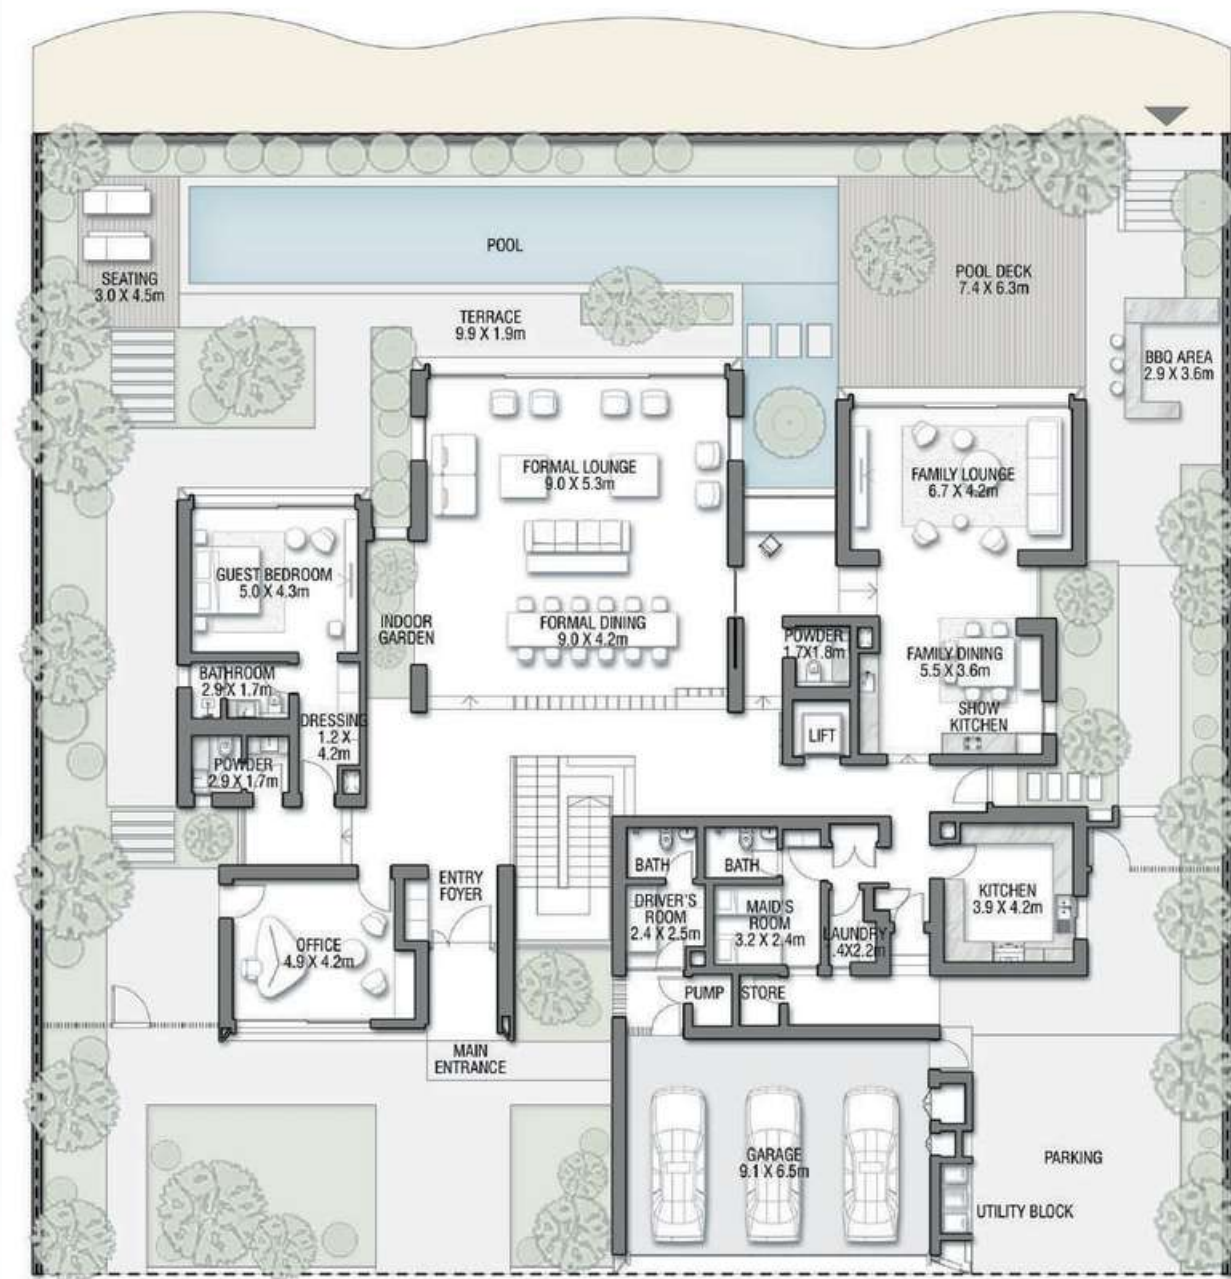 POOL
SEATING
3.0 X 4.5m
POOL DECK
7.4 X 6.3m
TERRACE
9.9 X 1.9m
BBQ AREA
2.9 X 3.6m
FORMAL LOUNGE
9.0 X 5.3m
FAMILY LOUNGE
6.7 X 4.2m
GUEST BEDROOM
5.0 X 4.3m
INDOOR
GARDEN
FORMAL DINING
9.0 X 4.2m
POWDER
1.7X1.8m
FAMILY DINING
5.5 X 3.6m
BATHROOM
2.9 X 1.7m
DRESSING
1.2 X
4.2m
SHOW
KITCHEN
LIFT
POWDER
2.9 X 1.7m
BATH
BATH
ENTRY
FOYER
DRIVER'S
ROOM
2.4 X 2.5m
MAID'S
ROOM
3.2 X 2.4m
KITCHEN
3.9 X 4.2m
LAUNDRY
.4X2.2m
OFFICE
4.9 X 4.2m
PUMP
STORE
MAIN
ENTRANCE
GARAGE
9.1 X 6.5m
PARKING
UTILITY BLOCK